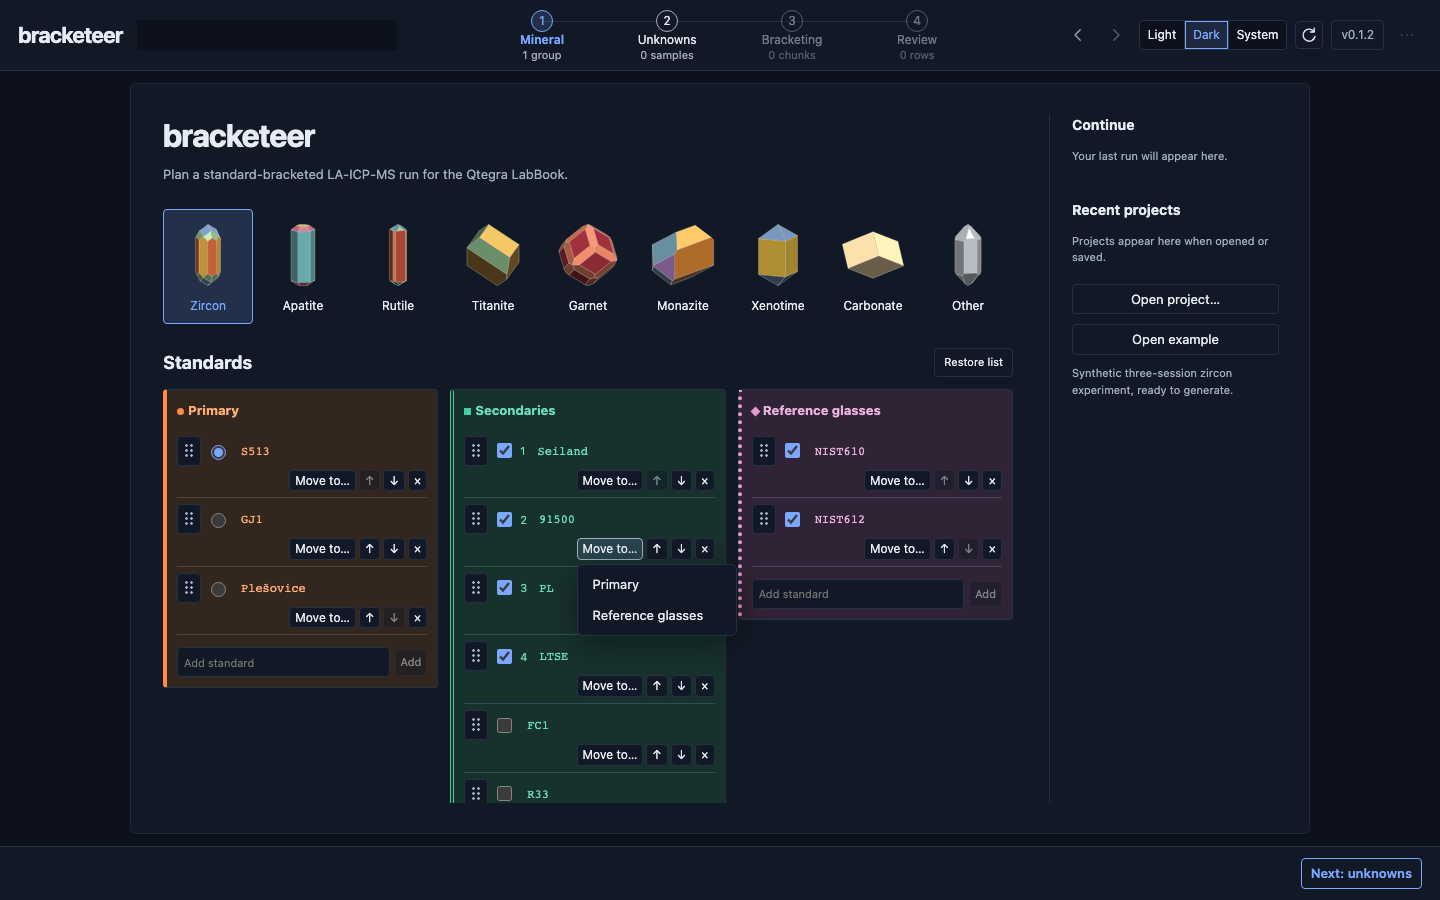 bracketeer
1
Mineral
1 group
2
Unknowns
0 samples
3
Bracketing
0 chunks
4
Review
0 rows
Light
Dark
System
v0.1.2
bracketeer
Plan a standard-bracketed LA-ICP-MS run for the Qtegra LabBook.
Zircon
Apatite
Rutile
Titanite
Garnet
Monazite
Xenotime
Carbonate
Other
Standards
Restore list
Primary
S513
Move to... ↑ ↓ ×
GJ1
Move to... ↑ ↓ ×
Plešovice
Move to... ↑ ↓ ×
Add standard
Add
Secondaries
1 Seiland
Move to... ↑ ↓ ×
2 91500
Move to... ↑ ↓ ×
Primary
Reference glasses
3 PL
4 LTSE
Move to... ↑ ↓ ×
FC1
Move to... ↑ ↓ ×
R33
Reference glasses
NIST610
Move to... ↑ ↓ ×
NIST612
Move to... ↑ ↓ ×
Add standard
Add
Continue
Your last run will appear here.
Recent projects
Projects appear here when opened or
saved.
Open project...
Open example
Synthetic three-session zircon
experiment, ready to generate.
Next: unknowns